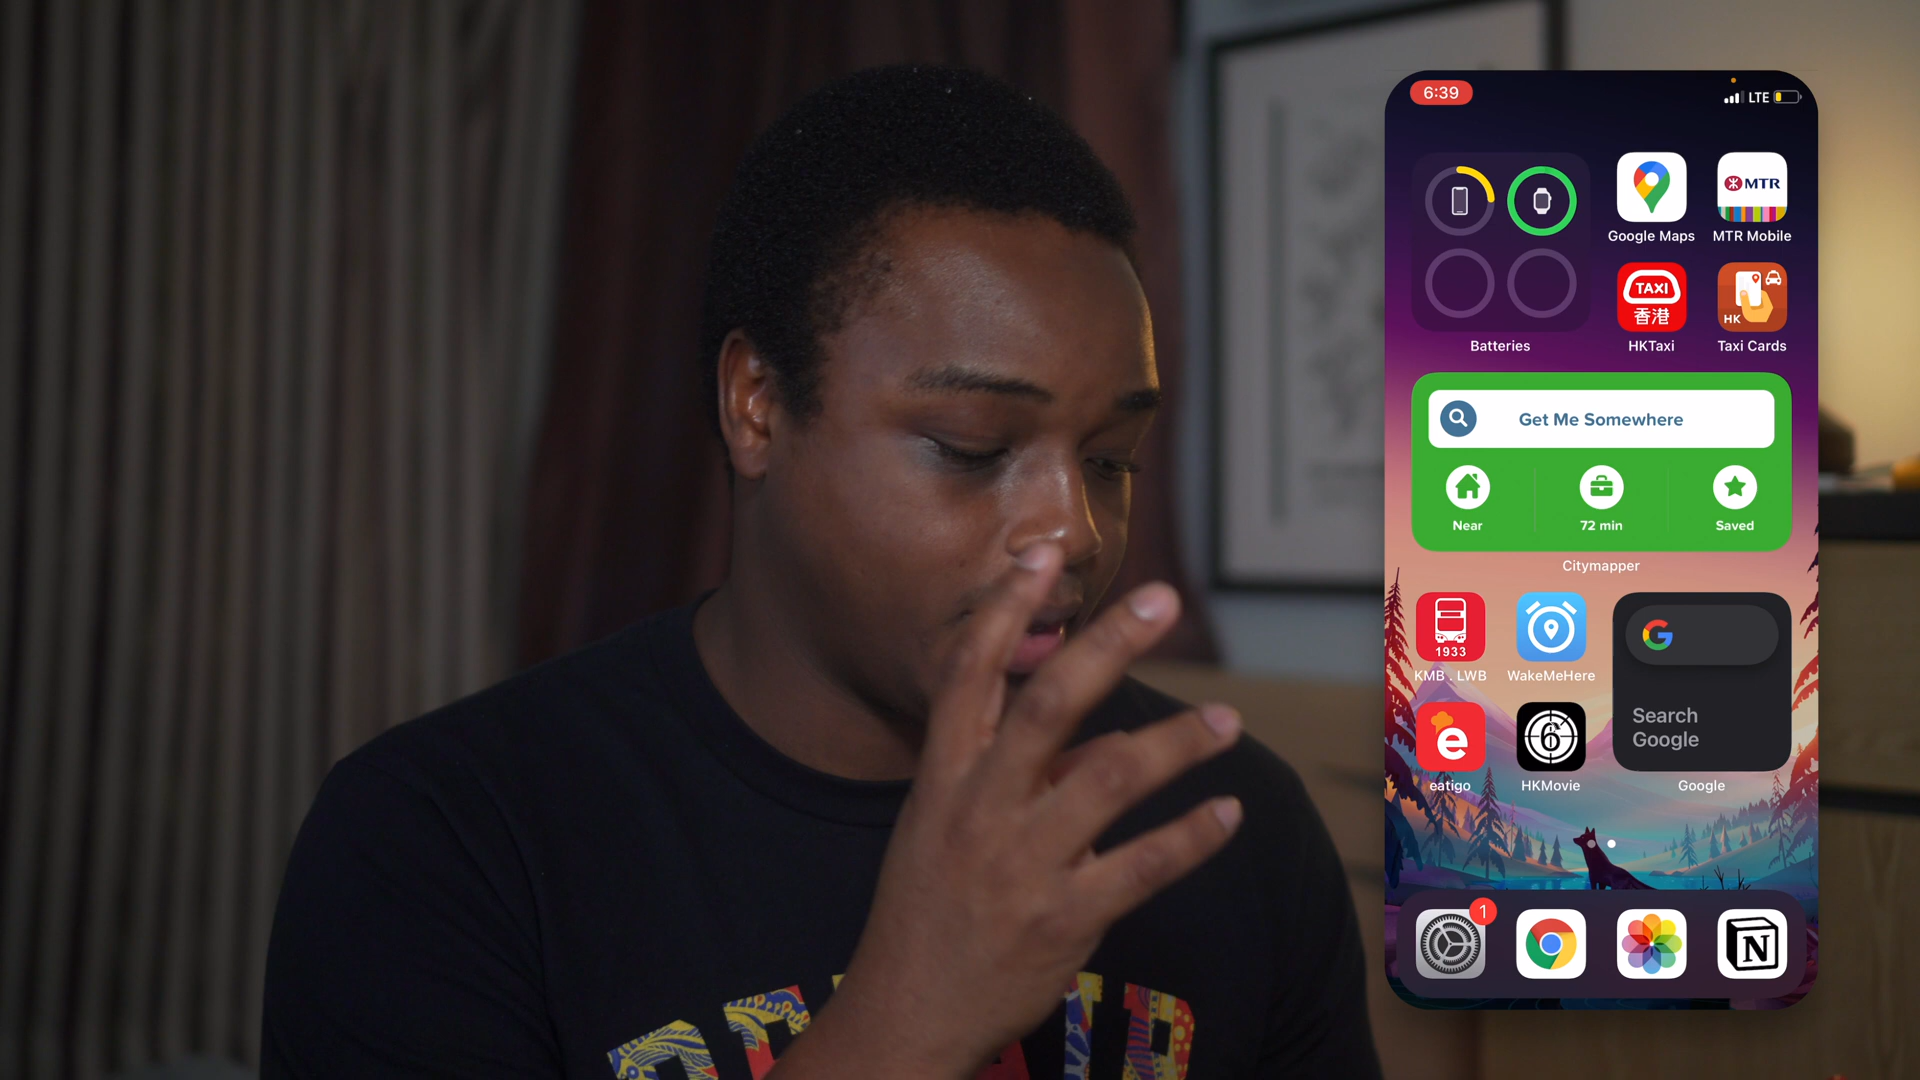 6:39
LTE
MTR
Google Maps
MTR Mobile
TAXI
香港
HK
Batteries
HKTaxi
Taxi Cards
Get Me Somewhere
Near
72 min
Saved
Citymapper
1933
KMB . LWB
WakeMeHere
G
e
6
Search
Google
eatigo
HKMovie
Google
1
N